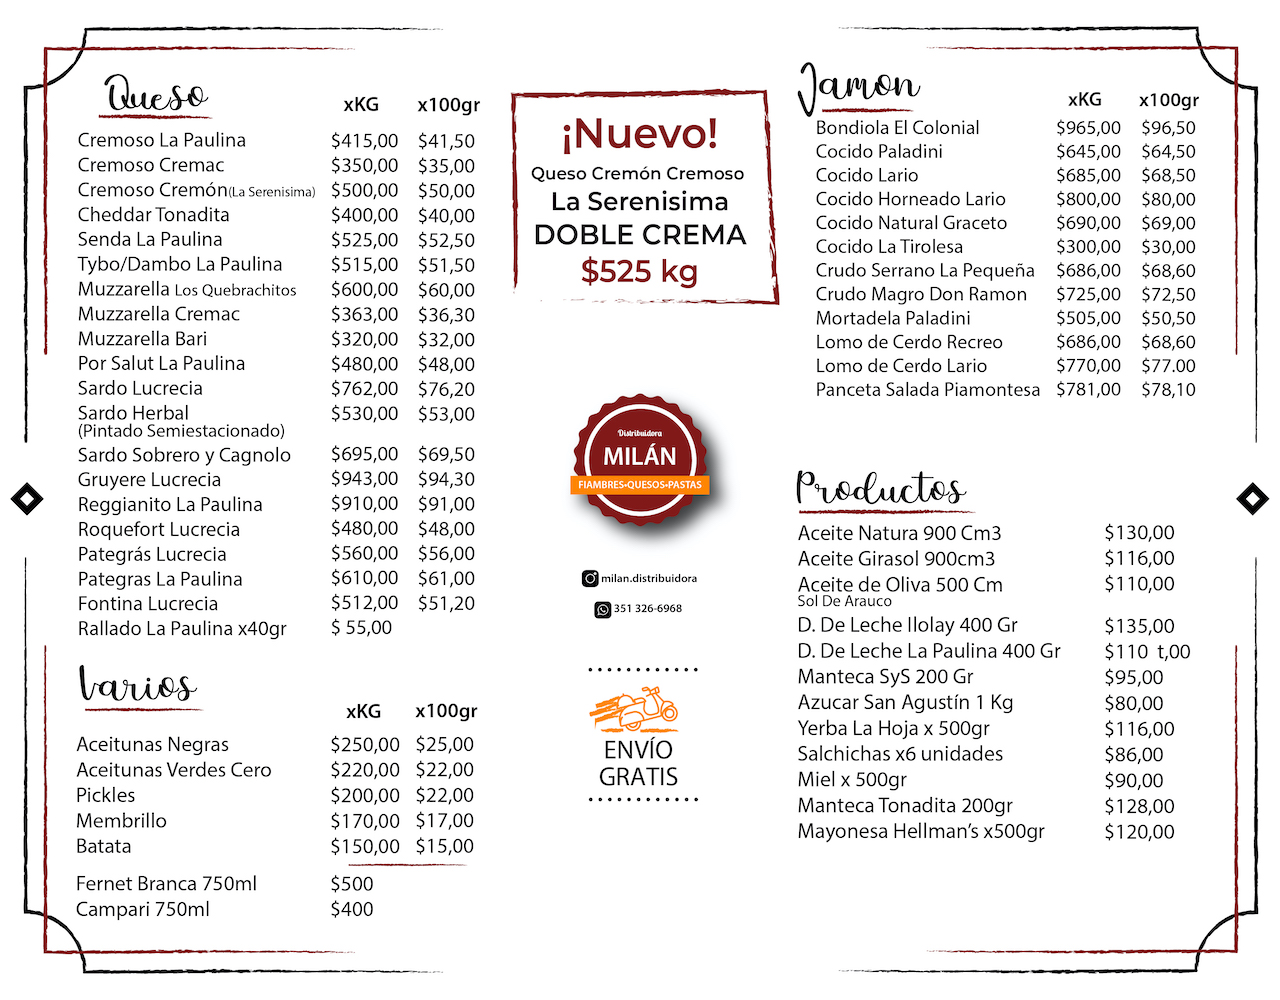 Queso
xKG x100gr
Cremoso La Paulina $415,00 $41,50
Cremoso Cremac $350,00 $35,00
Cremoso Cremón(La Serenisima) $500,00 $50,00
Cheddar Tonadita $400,00 $40,00
Senda La Paulina $525,00 $52,50
Tybo/Dambo La Paulina $515,00 $51,50
Muzzarella Los Quebrachitos $600,00 $60,00
Muzzarella Cremac $363,00 $36,30
Muzzarella Bari $320,00 $32,00
Por Salut La Paulina $480,00 $48,00
Sardo Lucrecia $762,00 $76,20
Sardo Herbal $530,00 $53,00
(Pintado Semiestacionado)
Sardo Sobrero y Cagnolo $695,00 $69,50
Gruyere Lucrecia $943,00 $94,30
Reggianito La Paulina $910,00 $91,00
Roquefort Lucrecia $480,00 $48,00
Pategrás Lucrecia $560,00 $56,00
Pategras La Paulina $610,00 $61,00
Fontina Lucrecia $512,00 $51,20
Rallado La Paulina x40gr $ 55,00
Varios
xKG x100gr
Aceitunas Negras $250,00 $25,00
Aceitunas Verdes Cero $220,00 $22,00
Pickles $200,00 $22,00
Membrillo $170,00 $17,00
Batata $150,00 $15,00
Fernet Branca 750ml $500
Campari 750ml $400
¡Nuevo!
Queso Cremón Cremoso
La Serenisima
DOBLE CREMA
$525 kg
Distribuidora
MILÁN
FIAMBRES•QUESOS•PASTAS
milan.distribuidora
351 326-6968
ENVÍO
GRATIS
Jamon
xKG x100gr
Bondiola El Colonial $965,00 $96,50
Cocido Paladini $645,00 $64,50
Cocido Lario $685,00 $68,50
Cocido Horneado Lario $800,00 $80,00
Cocido Natural Graceto $690,00 $69,00
Cocido La Tirolesa $300,00 $30,00
Crudo Serrano La Pequeña $686,00 $68,60
Crudo Magro Don Ramon $725,00 $72,50
Mortadela Paladini $505,00 $50,50
Lomo de Cerdo Recreo $686,00 $68,60
Lomo de Cerdo Lario $770,00 $77.00
Panceta Salada Piamontesa $781,00 $78,10
Productos
Aceite Natura 900 Cm3 $130,00
Aceite Girasol 900cm3 $116,00
Aceite de Oliva 500 Cm $110,00
Sol De Arauco
D. De Leche Ilolay 400 Gr $135,00
D. De Leche La Paulina 400 Gr $110 t,00
Manteca SyS 200 Gr $95,00
Azucar San Agustín 1 Kg $80,00
Yerba La Hoja x 500gr $116,00
Salchichas x6 unidades $86,00
Miel x 500gr $90,00
Manteca Tonadita 200gr $128,00
Mayonesa Hellman’s x500gr $120,00